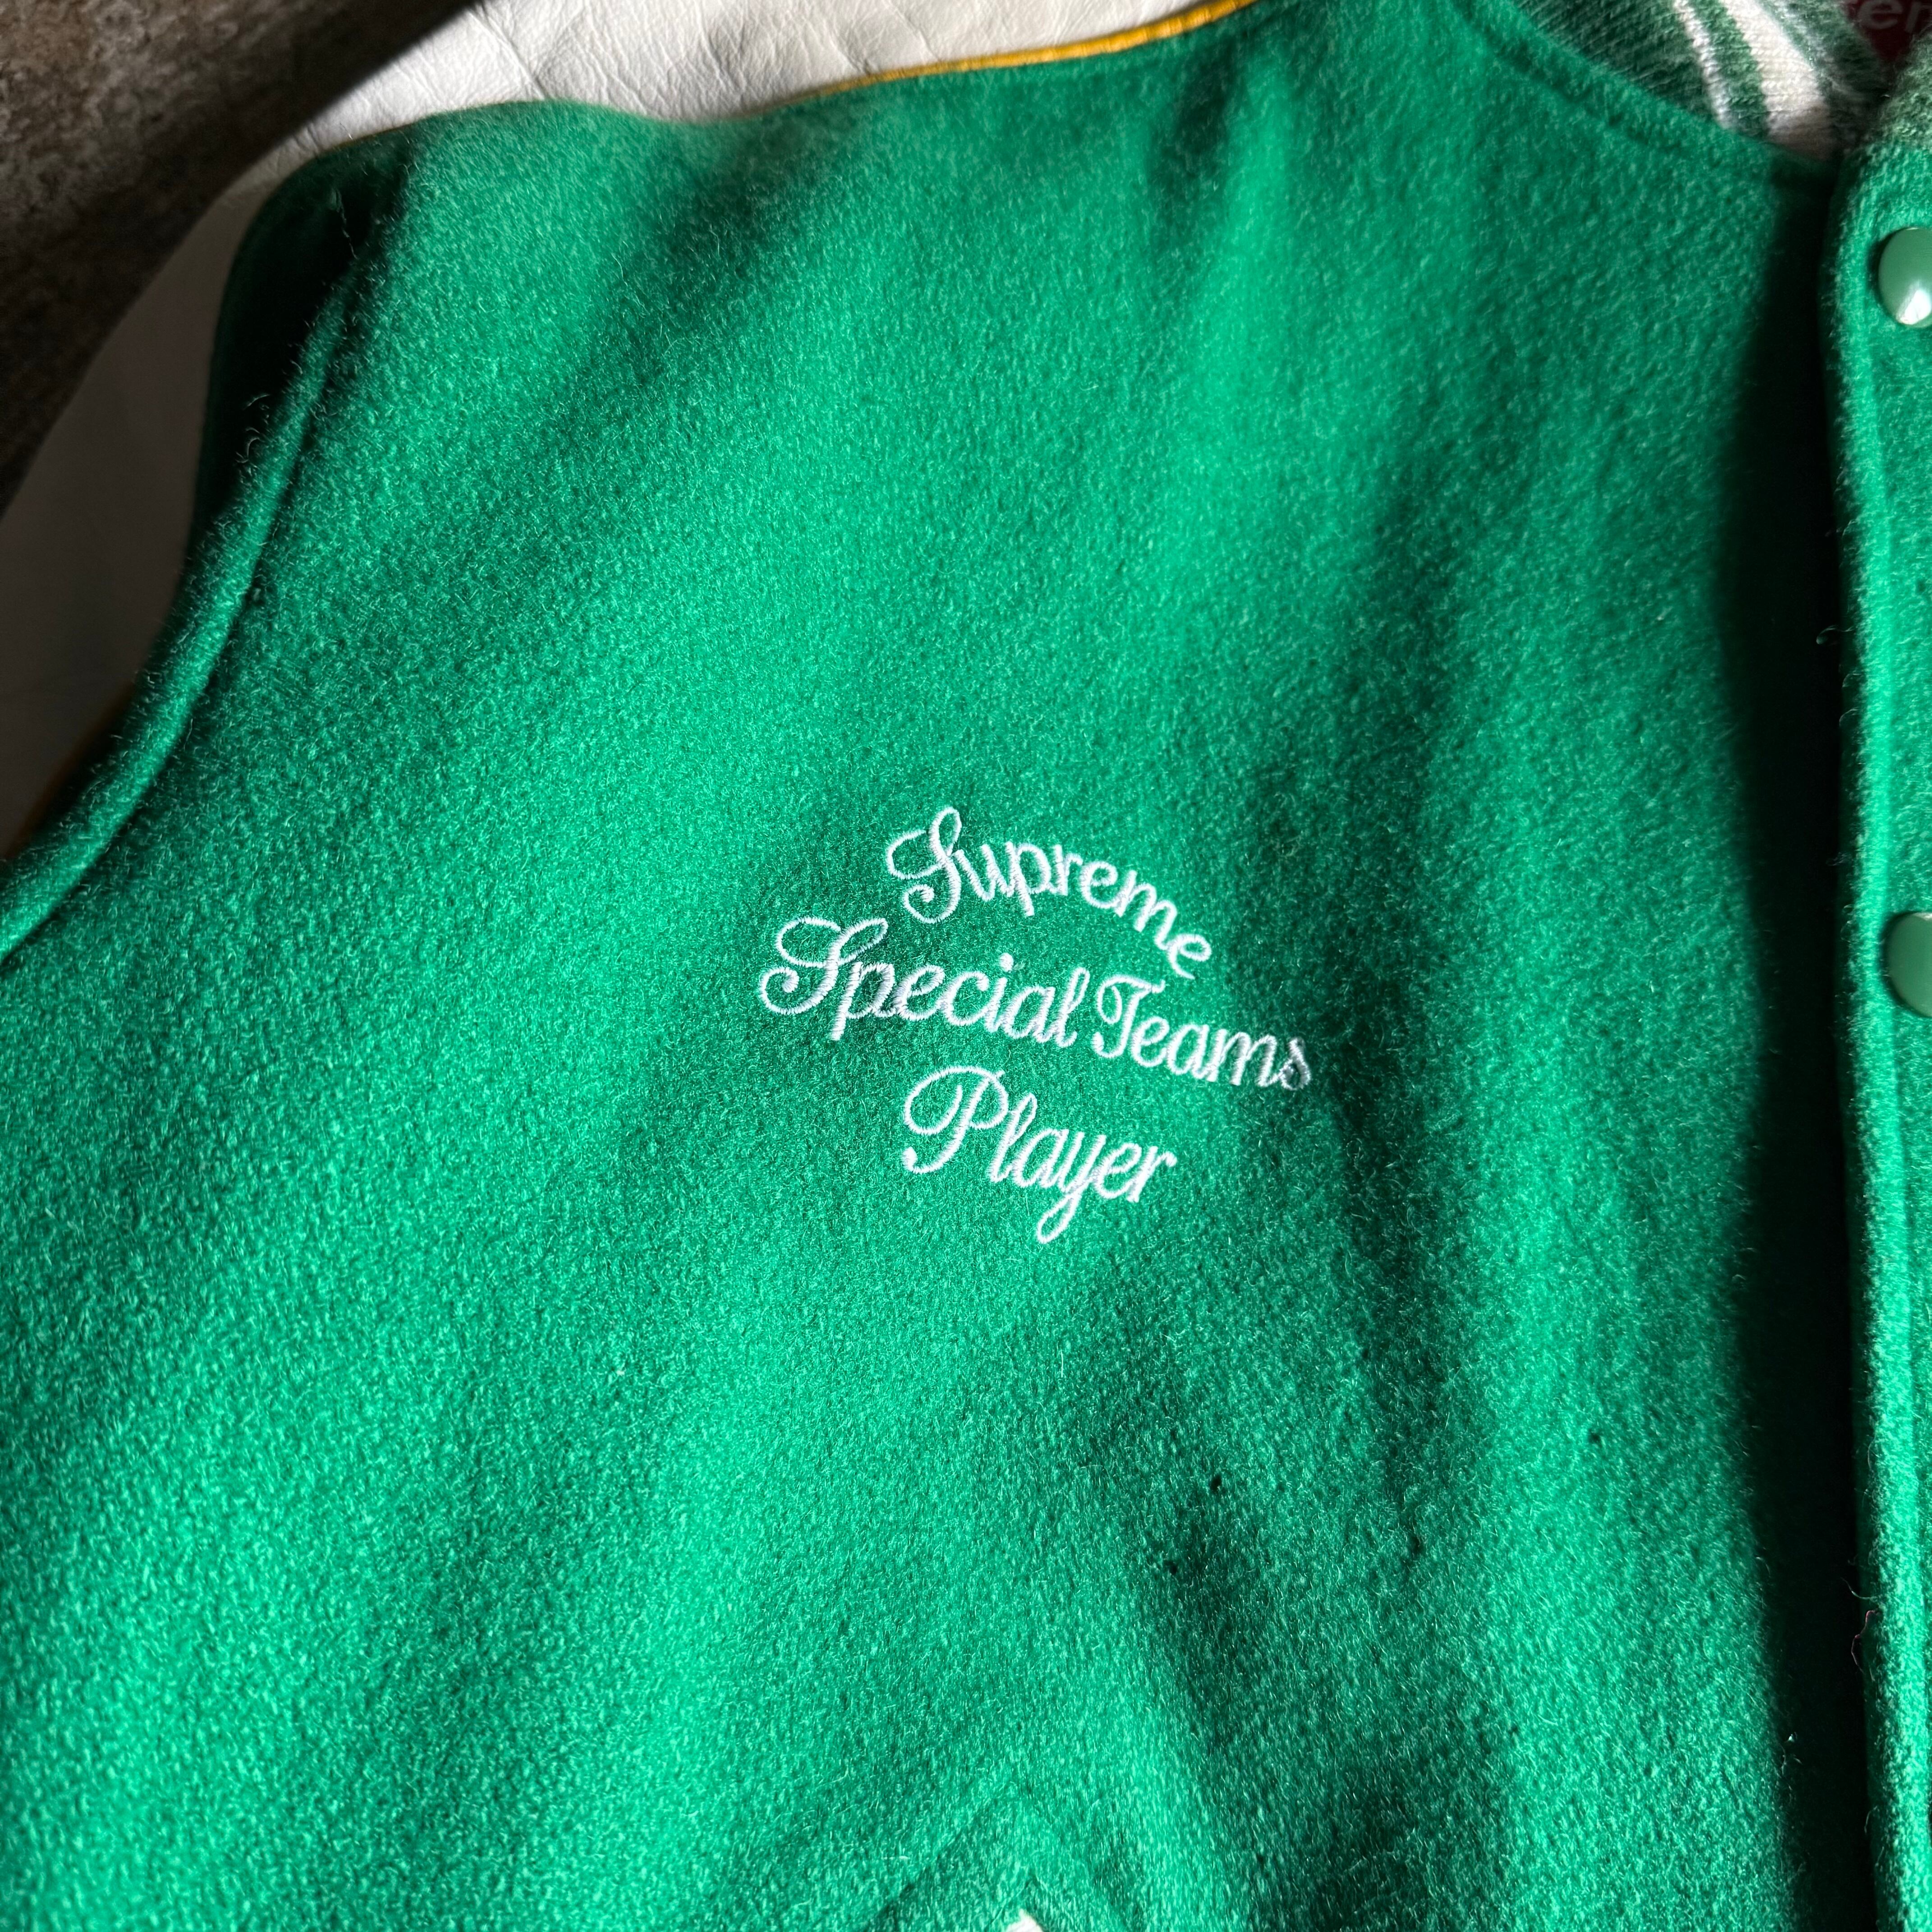 Supreme
Special Teams
Player